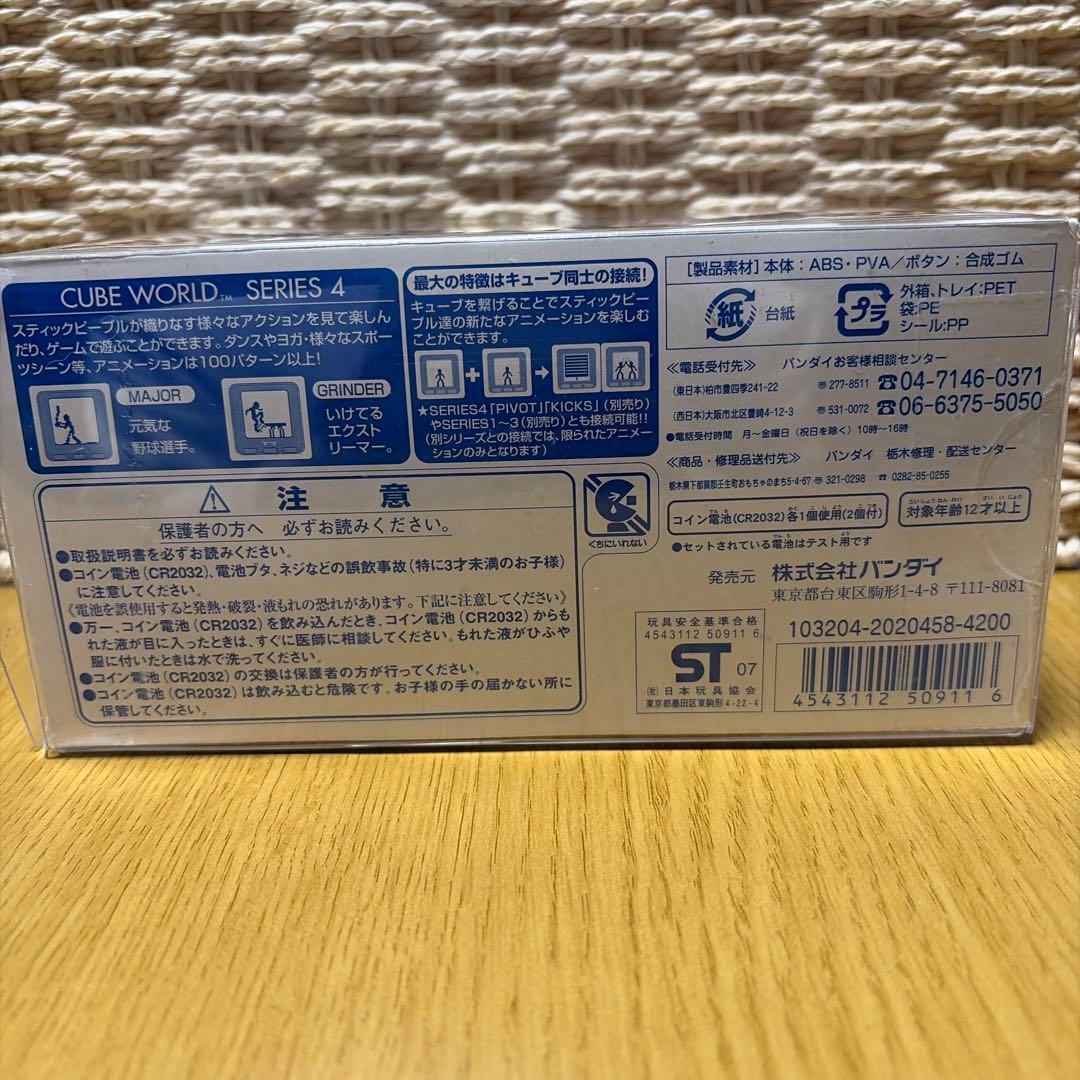 CUBE WORLD™ SERIES 4
スティックピープルが織りなす様々なアクションを見て楽しん
だり、ゲームで遊ぶことができます。ダンスやヨガ・様々なスポー
ツシーン等、アニメーションは100パターン以上!
MAJOR
元気な
野球選手。
GRINDER
いけてる
エクスト
リーマー。
最大の特徴はキューブ同士の接続!
キューブを繋げることでスティックピー
プル達の新たなアニメーションを楽しむ
ことができます。
★SERIES4「PIVOT」「KICKS」(別売り)
やSERIES1~3(別売り)とも接続可能!!
(別シリーズとの接続では、限られたアニメー
ションのみとなります)
⚠ 注意
保護者の方へ 必ずお読みください。
●取扱説明書を必ずお読みください。
●コイン電池(CR2032)、電池ブタ、ネジなどの誤飲事故(特に3才未満のお子様)
に注意してください。
《電池を誤使用すると発熱・破裂・液もれの恐れがあります。下記に注意してください》
●万一、コイン電池(CR2032)を飲み込んだとき、コイン電池(CR2032)からも
れた液が目に入ったときは、すぐに医師に相談してください。もれた液がひふや
服に付いたときは水で洗ってください。
●コイン電池(CR2032)の交換は保護者の方が行ってください。
●コイン電池(CR2032)は飲み込むと危険です。お子様の手の届かない所に
保管してください。
くちにいれない
[製品素材]本体:ABS・PVA/ボタン:合成ゴム
紙 台紙
プラ
外箱、トレイ:PET
袋:PE
シール:PP
≪電話受付先≫ バンダイお客様相談センター
(東日本)柏市豊四季241-22 〒277-8511 ☎04-7146-0371
(西日本)大阪市北区豊崎4-12-3 〒531-0072 ☎06-6375-5050
●電話受付時間 月~金曜日(祝日を除く)10時~16時
≪商品・修理品送付先≫ バンダイ 栃木修理・配送センター
栃木県下都賀郡壬生町おもちゃのまち5-4-67 〒321-0298 ☎0282-85-0255
コイン電池(CR2032)各1個使用(2個付)
対象年齢12才以上
●セットされている電池はテスト用です
発売元 株式会社バンダイ
東京都台東区駒形1-4-8 〒111-8081
玩具安全基準合格
4543112 50911 6
ST 07
(社)日本玩具協会
東京都墨田区東駒形4-22-4
103204-2020458-4200
4543112 509116